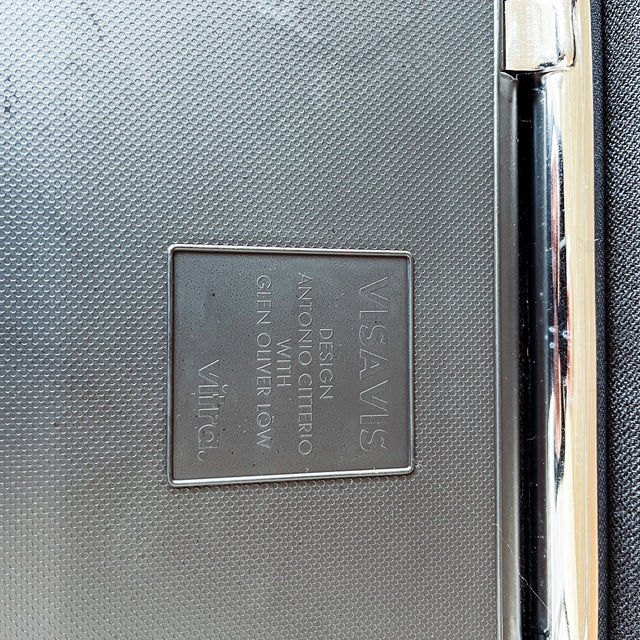 VISAVIS
DESIGN
ANTONIO CITTERIO
WITH
GLEN OLIVER LÖW
vitra.